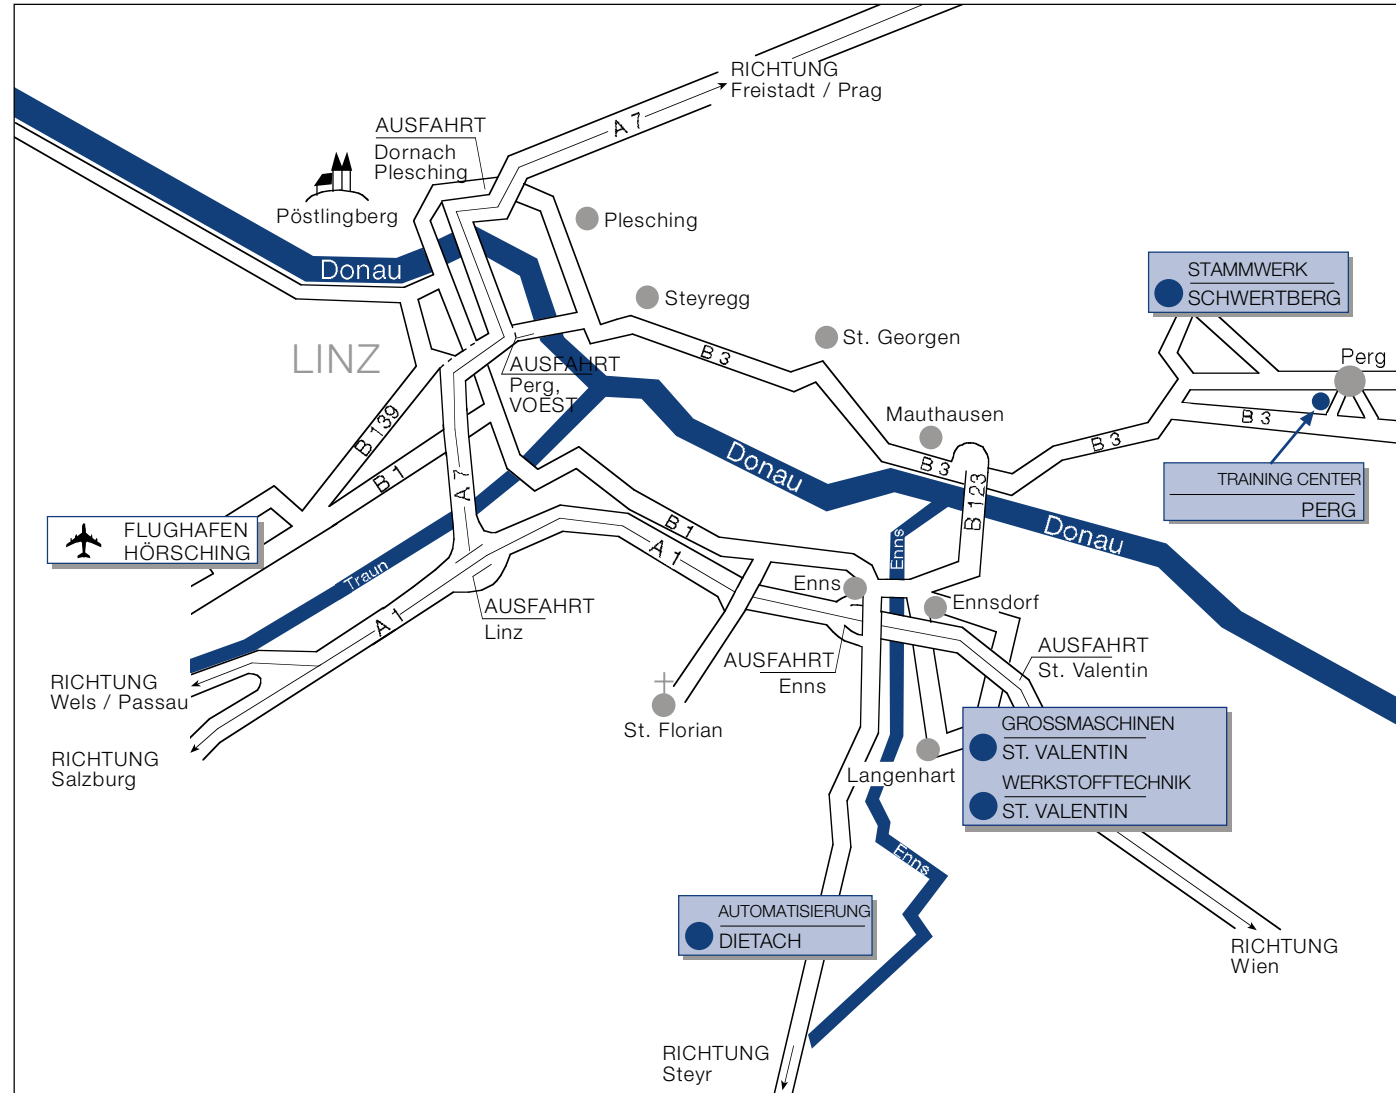 RICHTUNG
Freistadt / Prag
A 7
AUSFAHRT
Dornach
Plesching
Pöstlingberg
Plesching
Donau
Steyregg
STAMMWERK
SCHWERTBERG
St. Georgen
LINZ
B 3
AUSFAHRT
Perg,
VOEST
Perg
Mauthausen
B 3
B 3
B 3
B 139
B 1
A 7
Donau
TRAINING CENTER
PERG
B 123
Donau
FLUGHAFEN
HÖRSCHING
B 1
A 1
Enns
Traun
Enns
Ennsdorf
AUSFAHRT
Linz
A 1
AUSFAHRT
St. Valentin
AUSFAHRT
Enns
RICHTUNG
Wels / Passau
St. Florian
GROSSMASCHINEN
ST. VALENTIN
WERKSTOFFTECHNIK
ST. VALENTIN
RICHTUNG
Salzburg
Langenhart
Enns
AUTOMATISIERUNG
DIETACH
RICHTUNG
Wien
RICHTUNG
Steyr